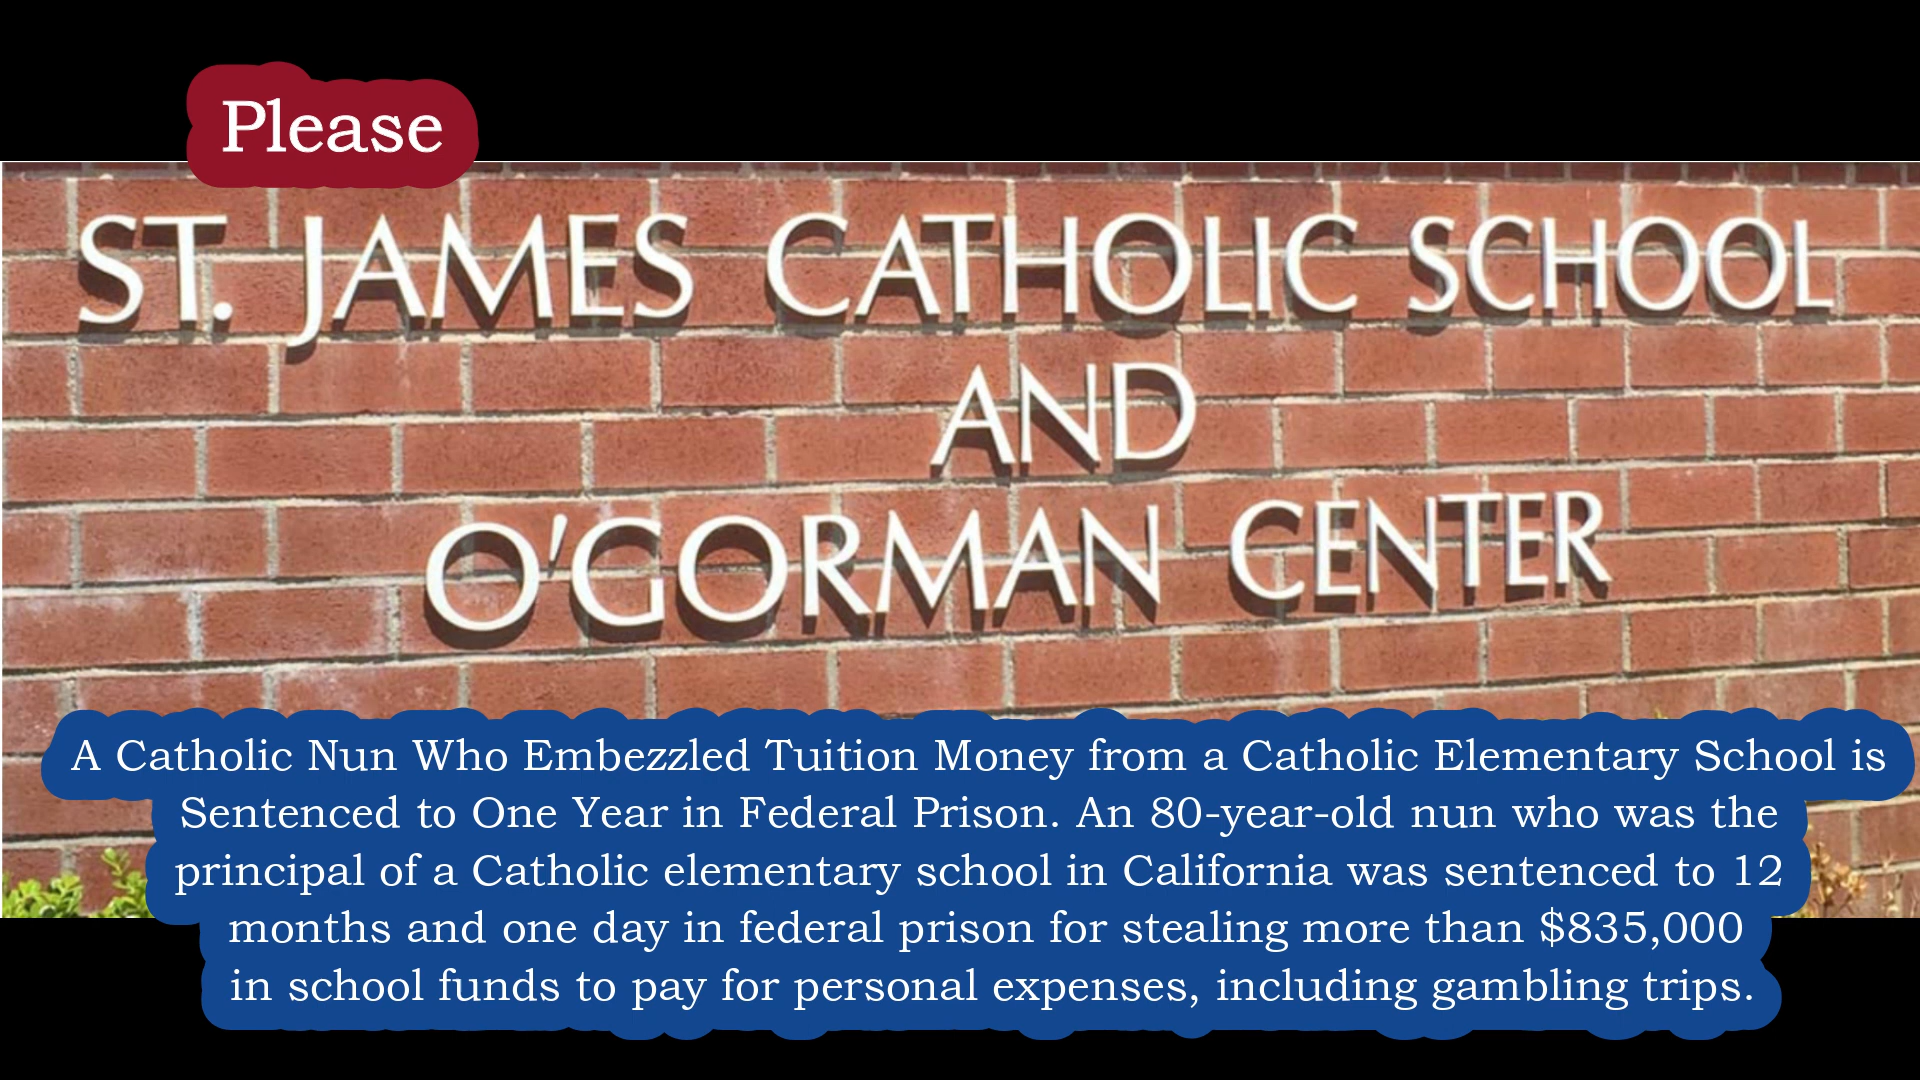 Please
ST. JAMES CATHOLIC SCHOOL
AND
O'GORMAN CENTER
A Catholic Nun Who Embezzled Tuition Money from a Catholic Elementary School is
Sentenced to One Year in Federal Prison. An 80-year-old nun who was the
principal of a Catholic elementary school in California was sentenced to 12
months and one day in federal prison for stealing more than $835,000
in school funds to pay for personal expenses, including gambling trips.